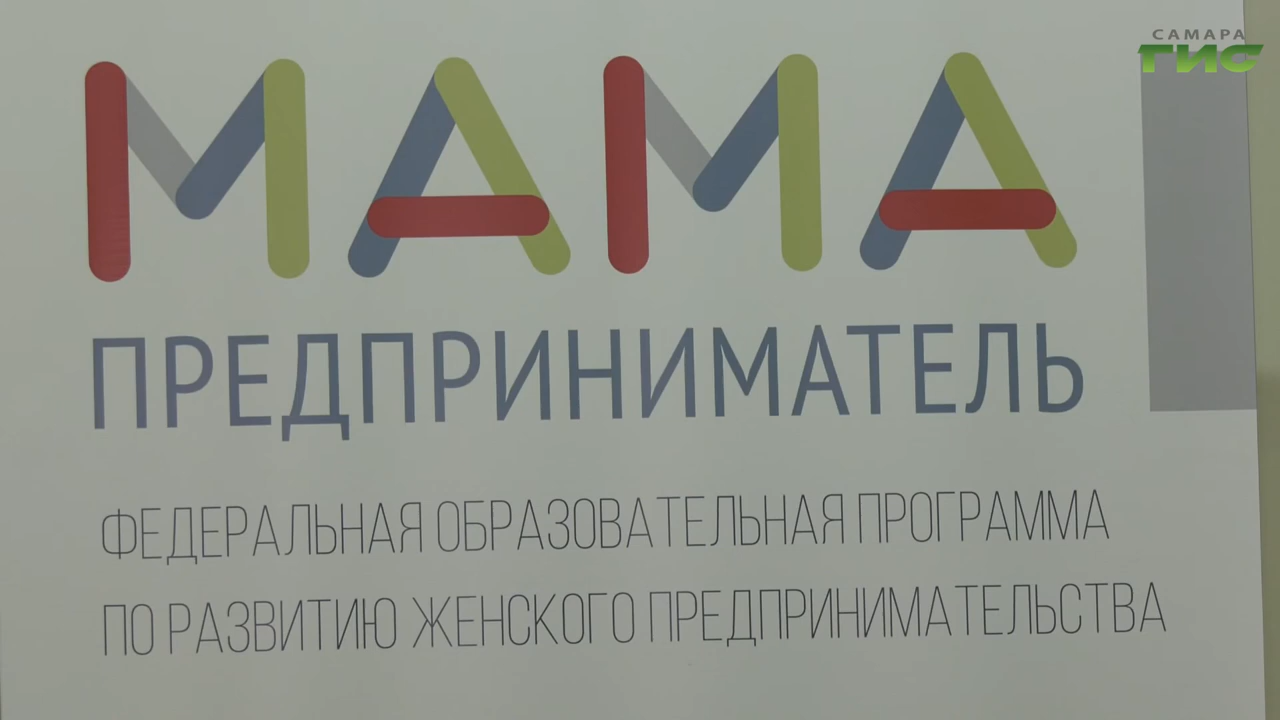 САМАРА
ГИС
МАМА
ПРЕДПРИНИМАТЕЛЬ
ФЕДЕРАЛЬНАЯ ОБРАЗОВАТЕЛЬНАЯ ПРОГРАММА
ПО РАЗВИТИЮ ЖЕНСКОГО ПРЕДПРИНИМАТЕЛЬСТВА